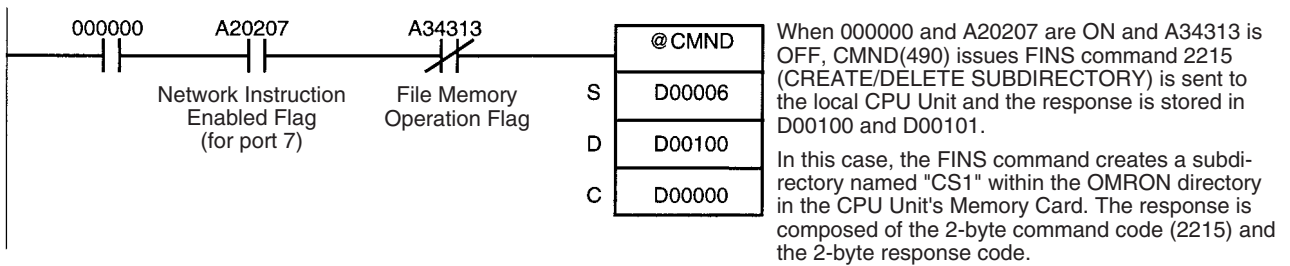 000000 A20207 A34313
Network Instruction
Enabled Flag
(for port 7)
File Memory
Operation Flag
@CMND
S D00006
D D00100
C D00000
When 000000 and A20207 are ON and A34313 is
OFF, CMND(490) issues FINS command 2215
(CREATE/DELETE SUBDIRECTORY) is sent to
the local CPU Unit and the response is stored in
D00100 and D00101.
In this case, the FINS command creates a subdi-
rectory named "CS1" within the OMRON directory
in the CPU Unit's Memory Card. The response is
composed of the 2-byte command code (2215) and
the 2-byte response code.